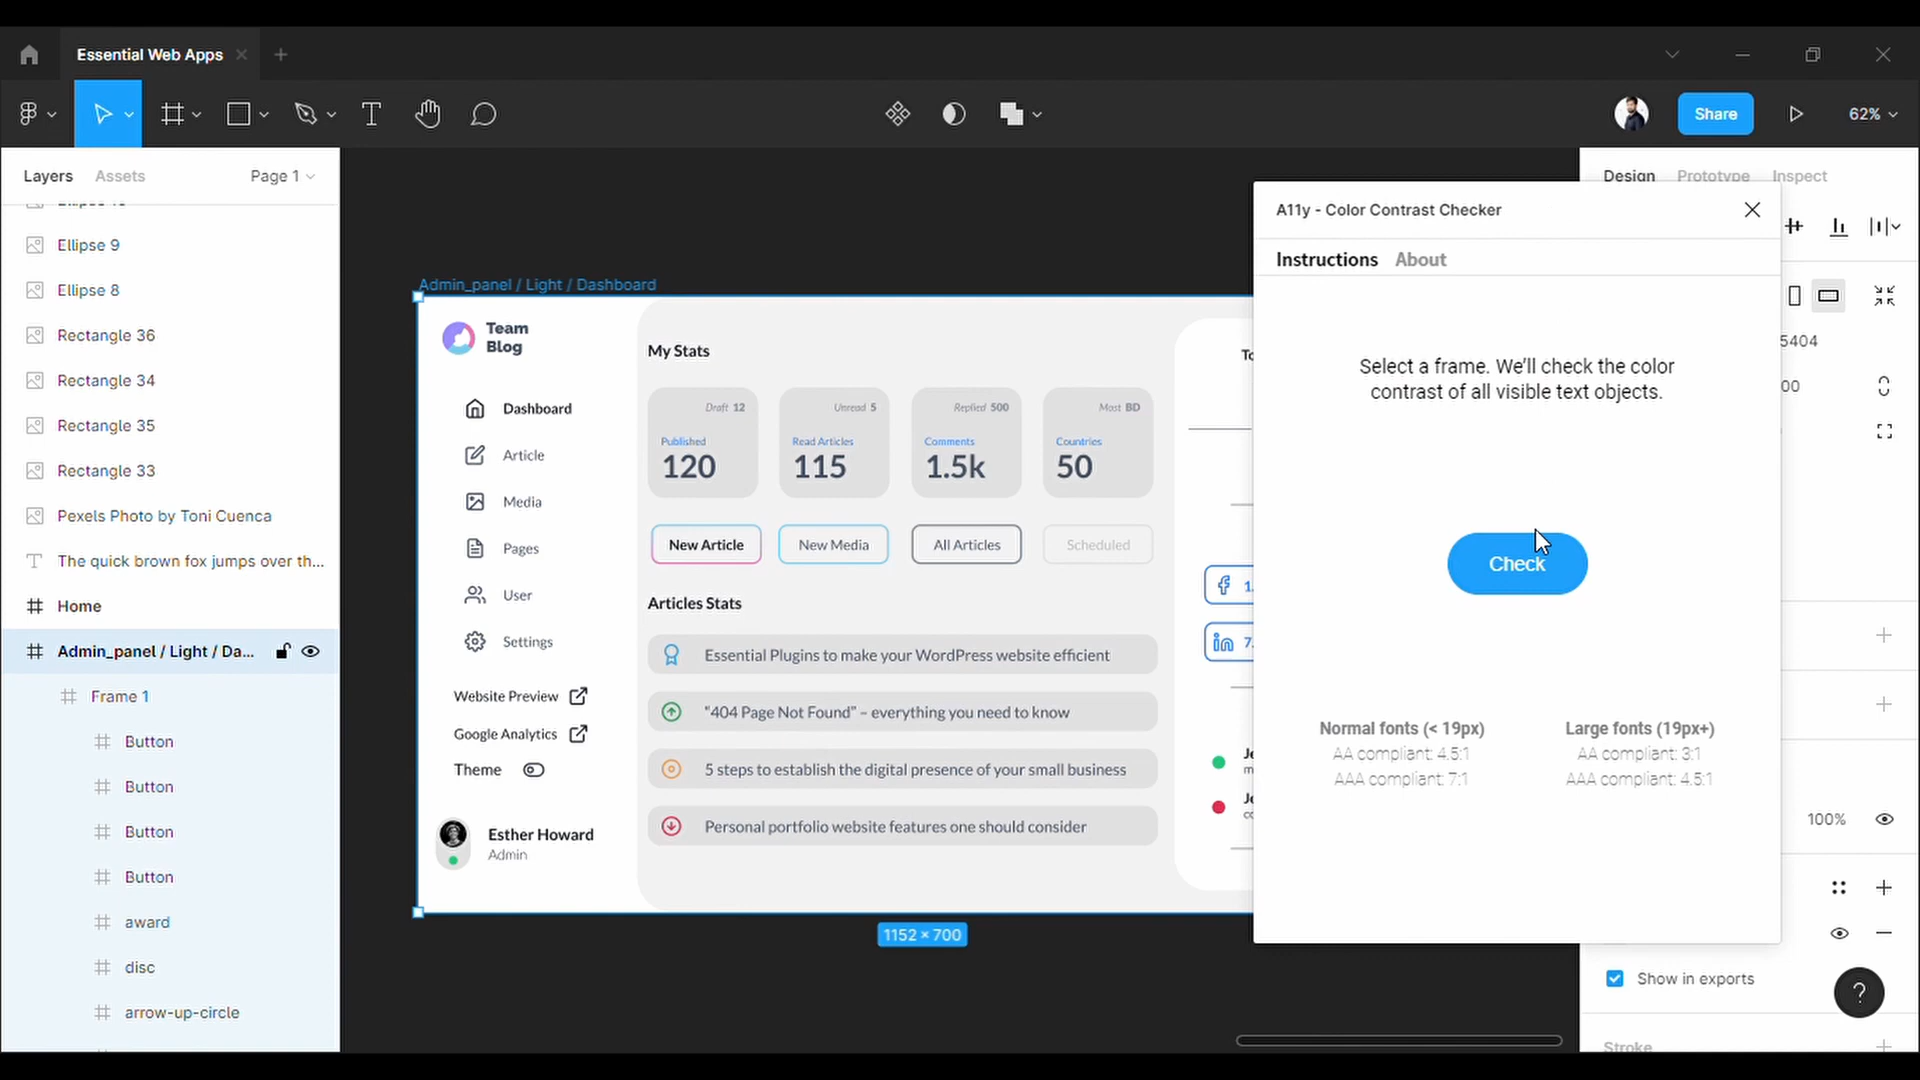 Essential Web Apps
Share
62%
Layers
Assets
Page 1
Ellipse 9
Ellipse 8
Rectangle 36
Rectangle 34
Rectangle 35
Rectangle 33
Pexels Photo by Toni Cuenca
The quick brown fox jumps over th...
Home
Admin_panel / Light / Da...
Frame 1
Button
Button
Button
Button
award
disc
arrow-up-circle
Admin_panel / Light / Dashboard
Team
Blog
Dashboard
Article
Media
Pages
User
Settings
Website Preview
Google Analytics
Theme
Esther Howard
Admin
My Stats
Draft 12
Published
120
Unread 5
Read Articles
115
Replied 500
Comments
1.5k
Most BD
Countries
50
New Article
New Media
All Articles
Scheduled
Articles Stats
Essential Plugins to make your WordPress website efficient
“404 Page Not Found” – everything you need to know
5 steps to establish the digital presence of your small business
Personal portfolio website features one should consider
1152 × 700
To
1.
in 7.
Je
m
Je
co
A11y - Color Contrast Checker
Instructions
About
Select a frame. We’ll check the color
contrast of all visible text objects.
Check
Normal fonts (< 19px)
AA compliant: 4.5:1
AAA compliant: 7:1
Large fonts (19px+)
AA compliant: 3:1
AAA compliant: 4.5:1
Design
Prototype
Inspect
5404
00
100%
Show in exports
?
Stroke